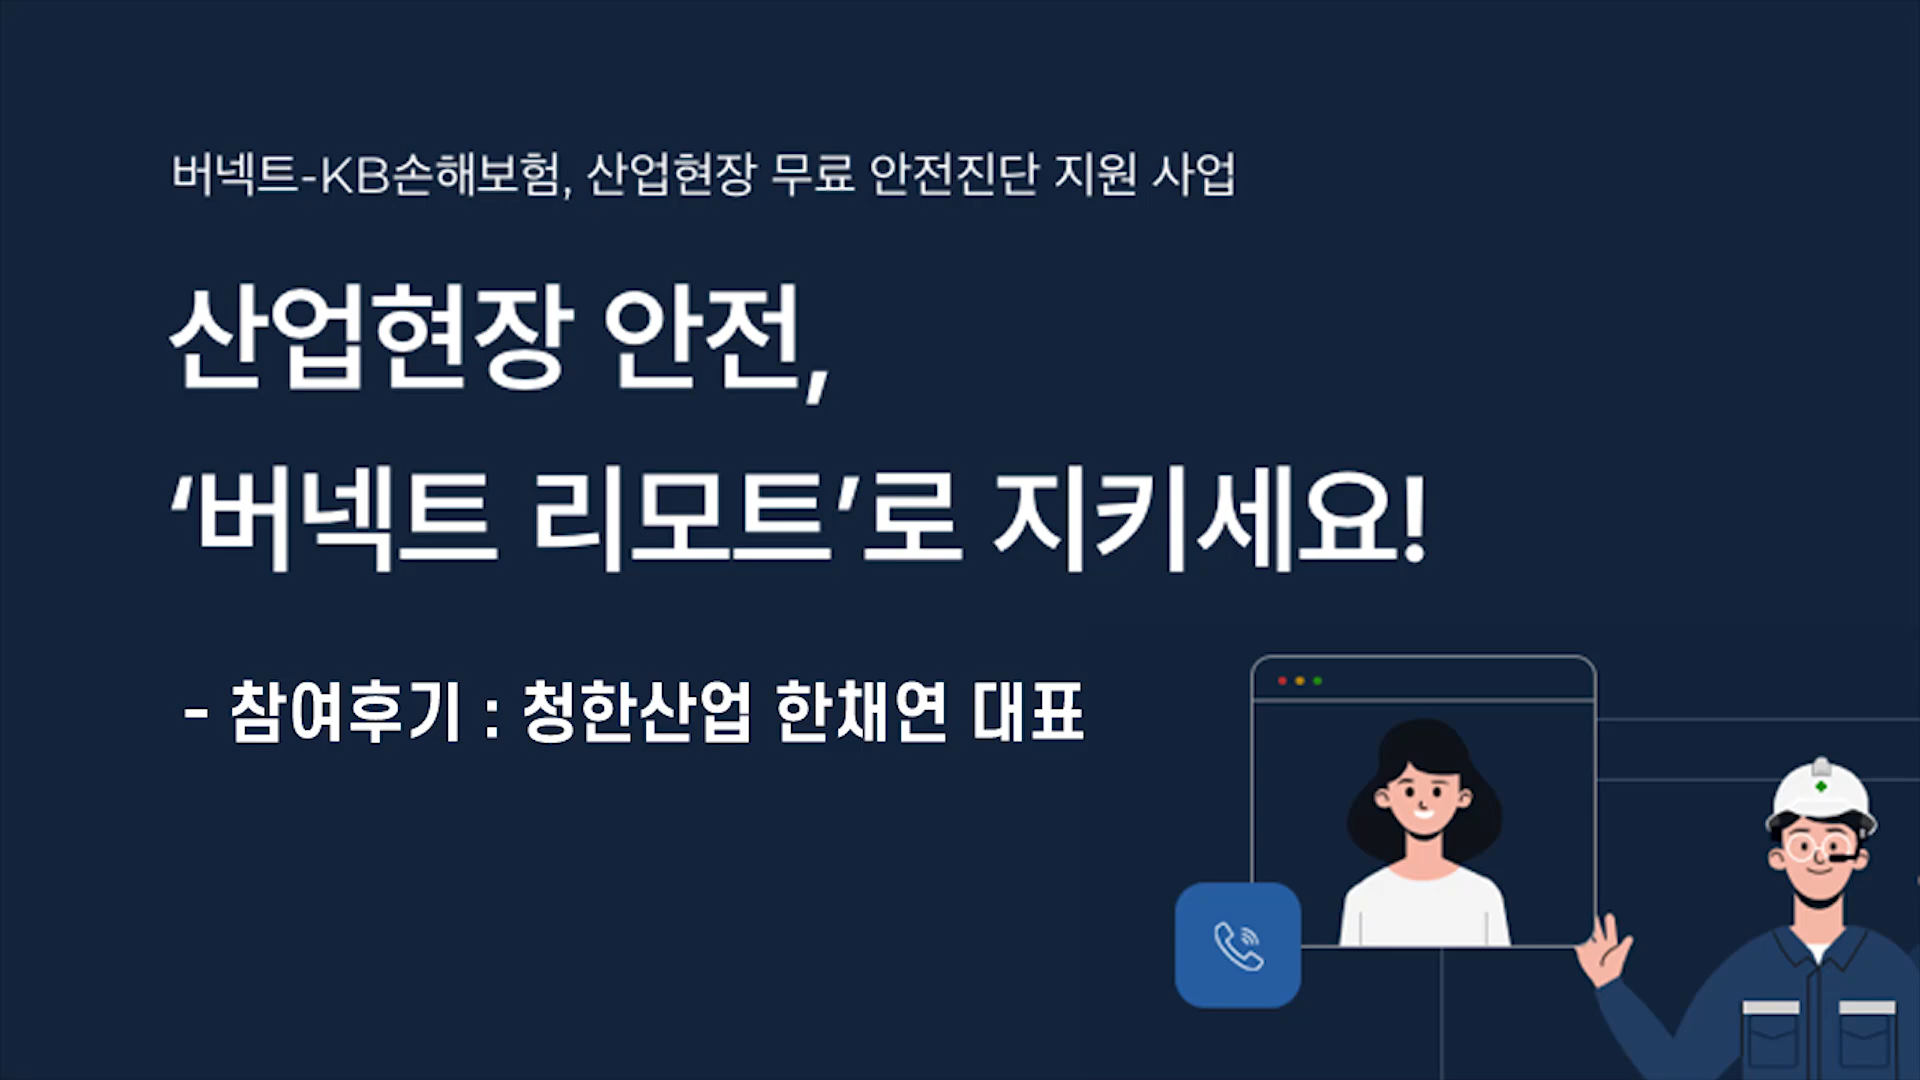 버넥트-KB손해보험, 산업현장 무료 안전진단 지원 사업
산업현장 안전,
‘버넥트 리모트’로 지키세요!
- 참여후기 : 청한산업 한채연 대표